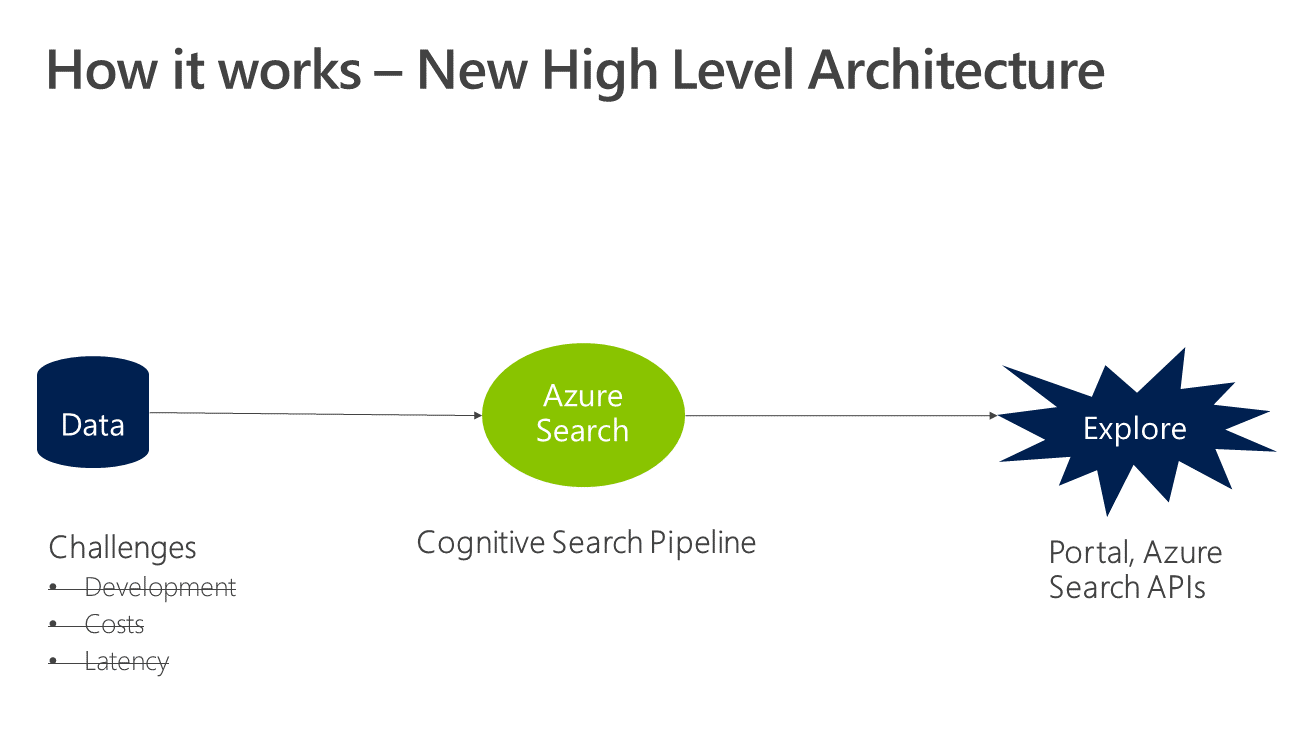 How it works – New High Level Architecture
Data
Azure
Search
Explore
Challenges
• Development
• Costs
• Latency
Cognitive Search Pipeline
Portal, Azure
Search APIs